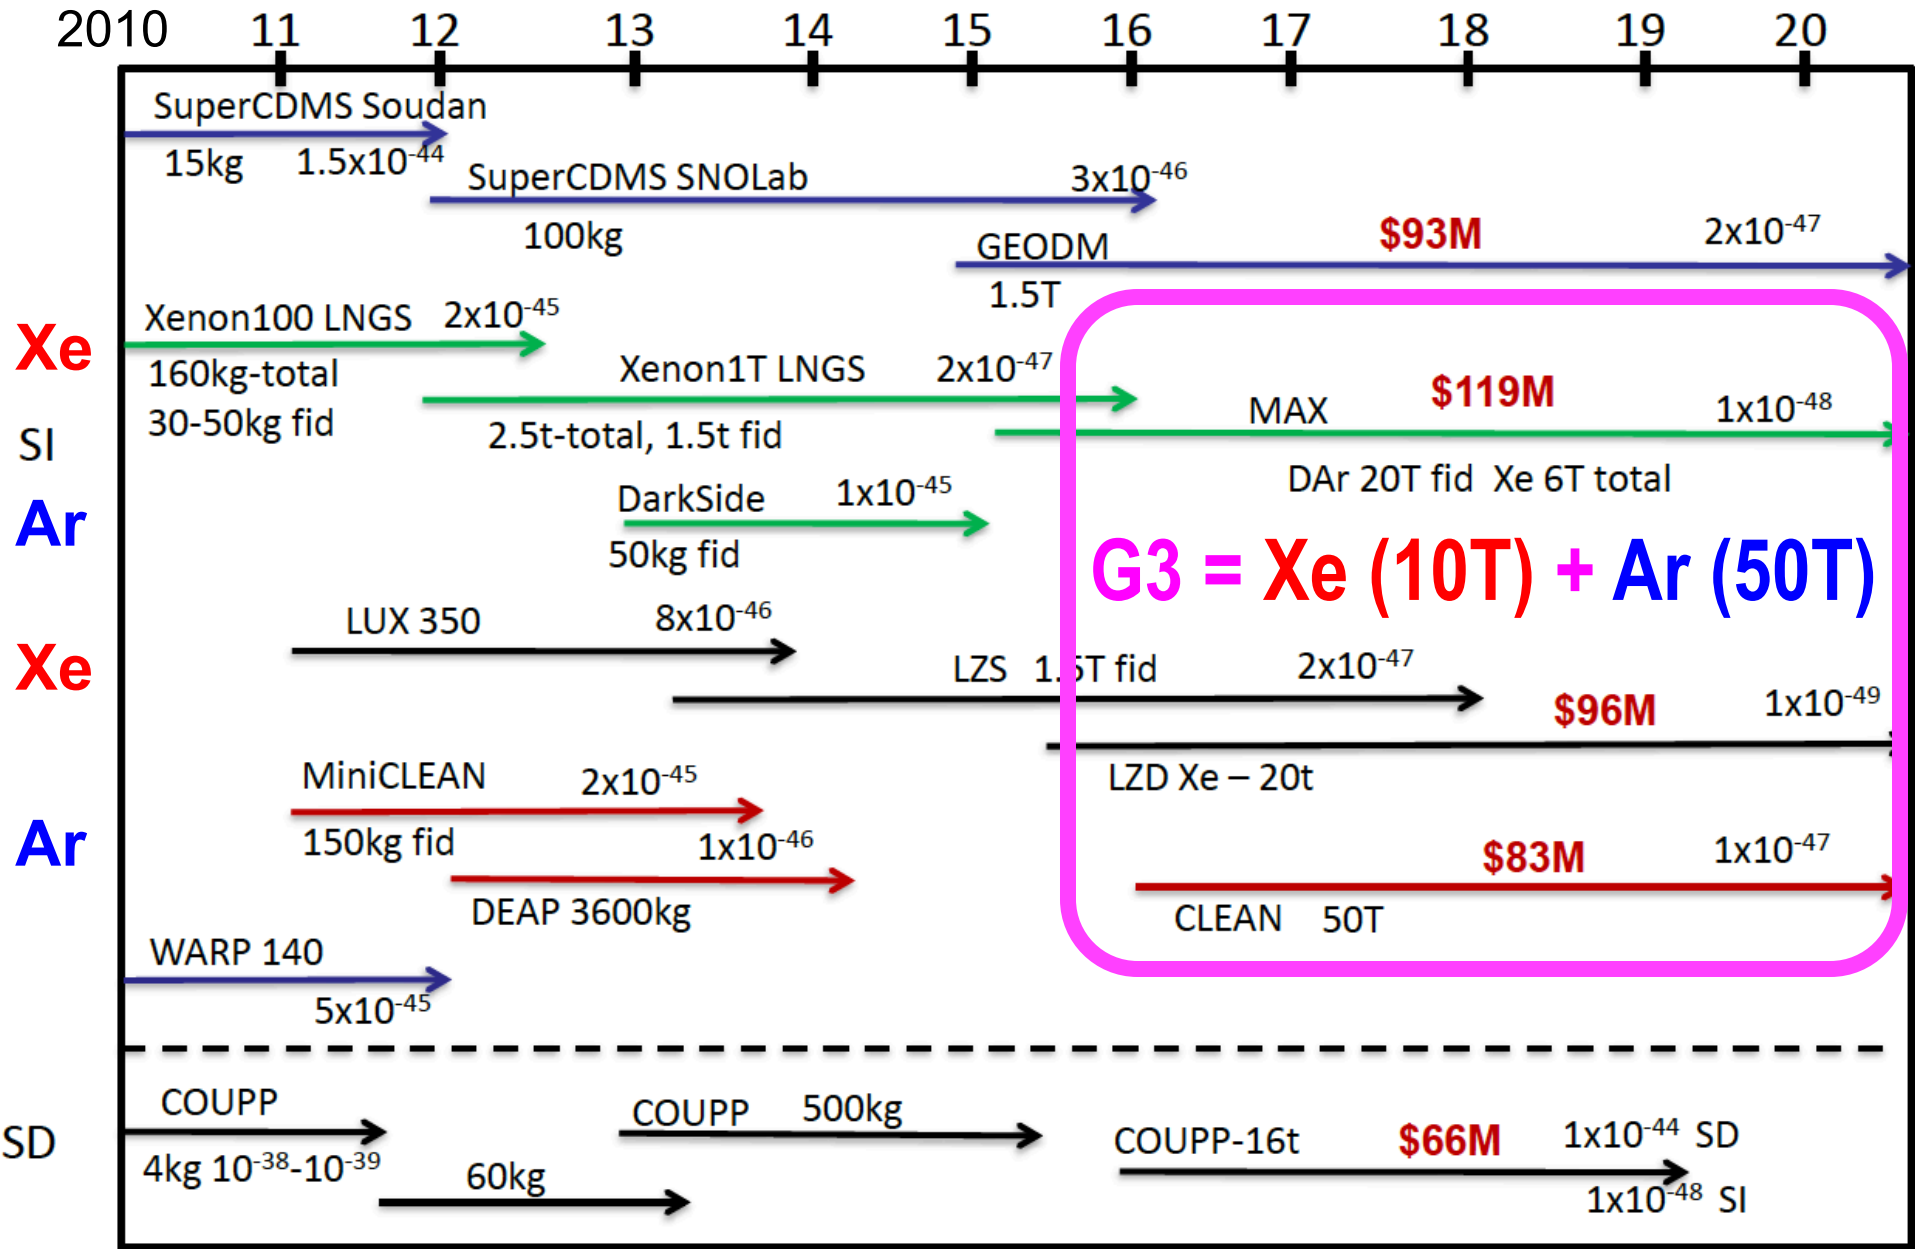 2010 11 12 13 14 15 16 17 18 19 20
SuperCDMS Soudan
15kg 1.5x10⁻⁴⁴
SuperCDMS SNOLab 3x10⁻⁴⁶
100kg
GEODM $93M 2x10⁻⁴⁷
1.5T
Xe
Xenon100 LNGS 2x10⁻⁴⁵
160kg-total
30-50kg fid
Xenon1T LNGS 2x10⁻⁴⁷
2.5t-total, 1.5t fid
MAX $119M 1x10⁻⁴⁸
DAr 20T fid Xe 6T total
SI
Ar
DarkSide 1x10⁻⁴⁵
50kg fid
G3 = Xe (10T) + Ar (50T)
Xe
LUX 350 8x10⁻⁴⁶
LZS 1.5T fid 2x10⁻⁴⁷
$96M 1x10⁻⁴⁹
LZD Xe – 20t
Ar
MiniCLEAN 2x10⁻⁴⁵
150kg fid
1x10⁻⁴⁶
DEAP 3600kg
$83M 1x10⁻⁴⁷
CLEAN 50T
WARP 140
5x10⁻⁴⁵
SD
COUPP
4kg 10⁻³⁸-10⁻³⁹
60kg
COUPP 500kg
COUPP-16t $66M 1x10⁻⁴⁴ SD
1x10⁻⁴⁸ SI